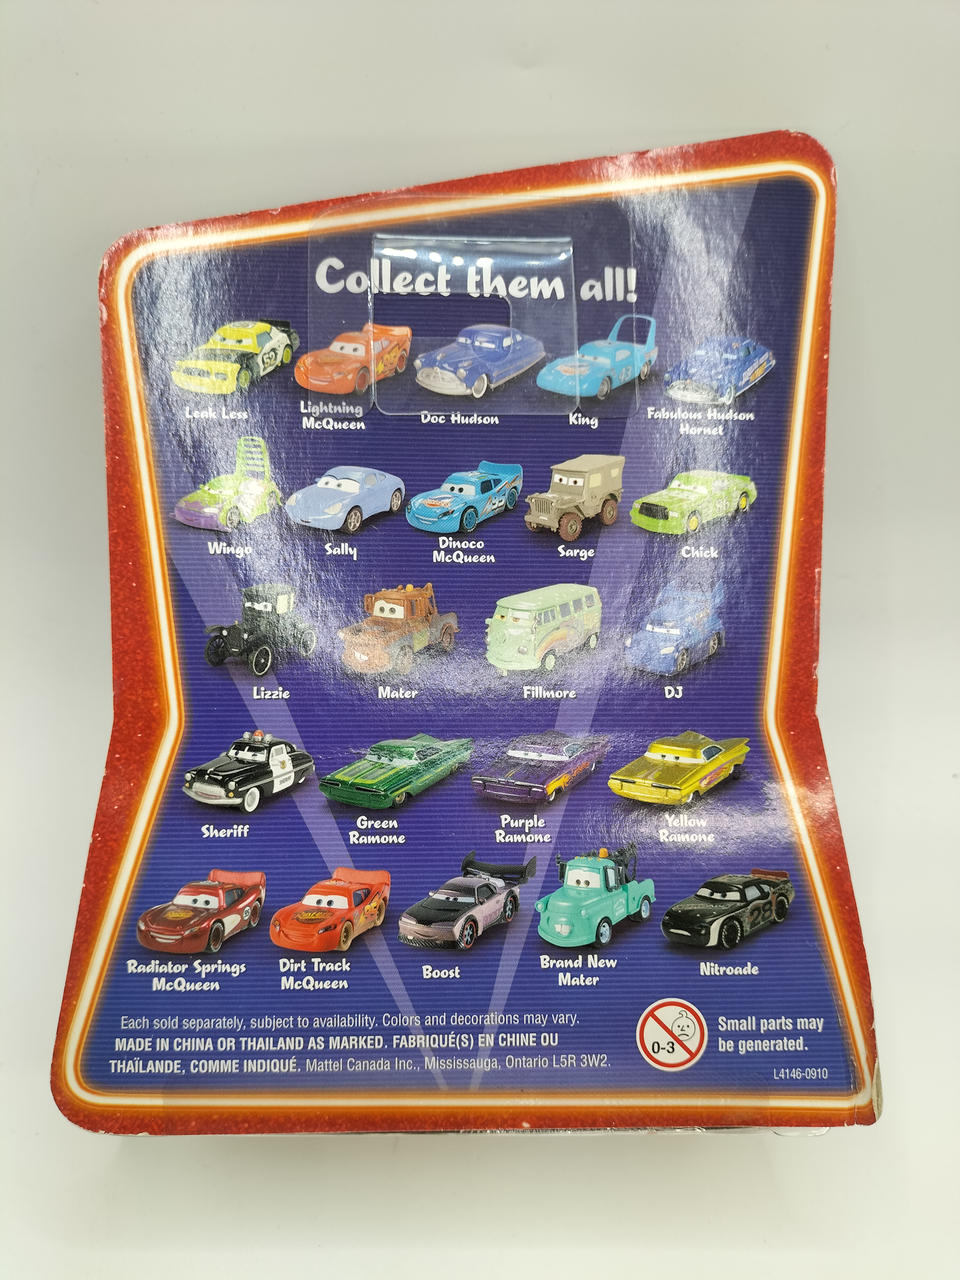 Collect them all!
52
43
Leak Less
Lightning
McQueen
Doc Hudson
King
Fabulous Hudson
Hornet
Wingo
Sally
Dinoco
McQueen
Sarge
Chick
Lizzie
Mater
Fillmore
DJ
SHERIFF
Sheriff
Green
Ramone
Purple
Ramone
Yellow
Ramone
28
Radiator Springs
McQueen
Dirt Track
McQueen
Boost
Brand New
Mater
Nitroade
Each sold separately, subject to availability. Colors and decorations may vary.
MADE IN CHINA OR THAILAND AS MARKED. FABRIQUÉ(S) EN CHINE OU
THAÏLANDE, COMME INDIQUÉ. Mattel Canada Inc., Mississauga, Ontario L5R 3W2.
0-3
Small parts may
be generated.
L4146-0910